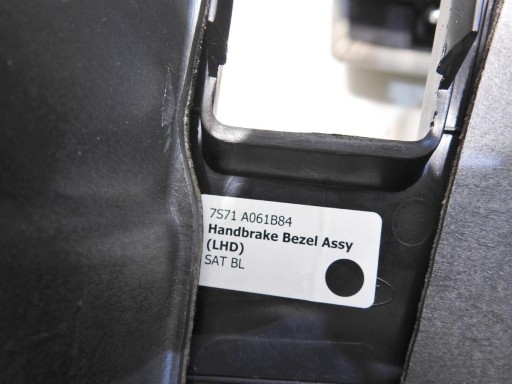 7S71 A061B84
Handbrake Bezel Assy
(LHD)
SAT BL